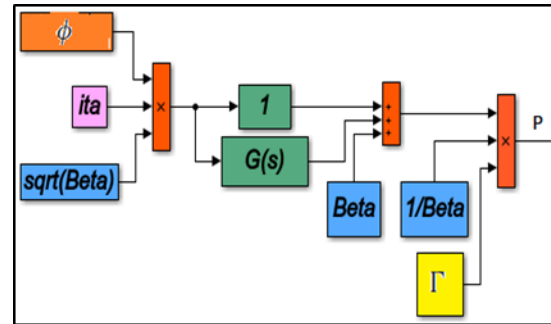 ϕ
ita
sqrt(Beta)
×
1
G(s)
+
+
+
Beta
1/Beta
×
Γ
P